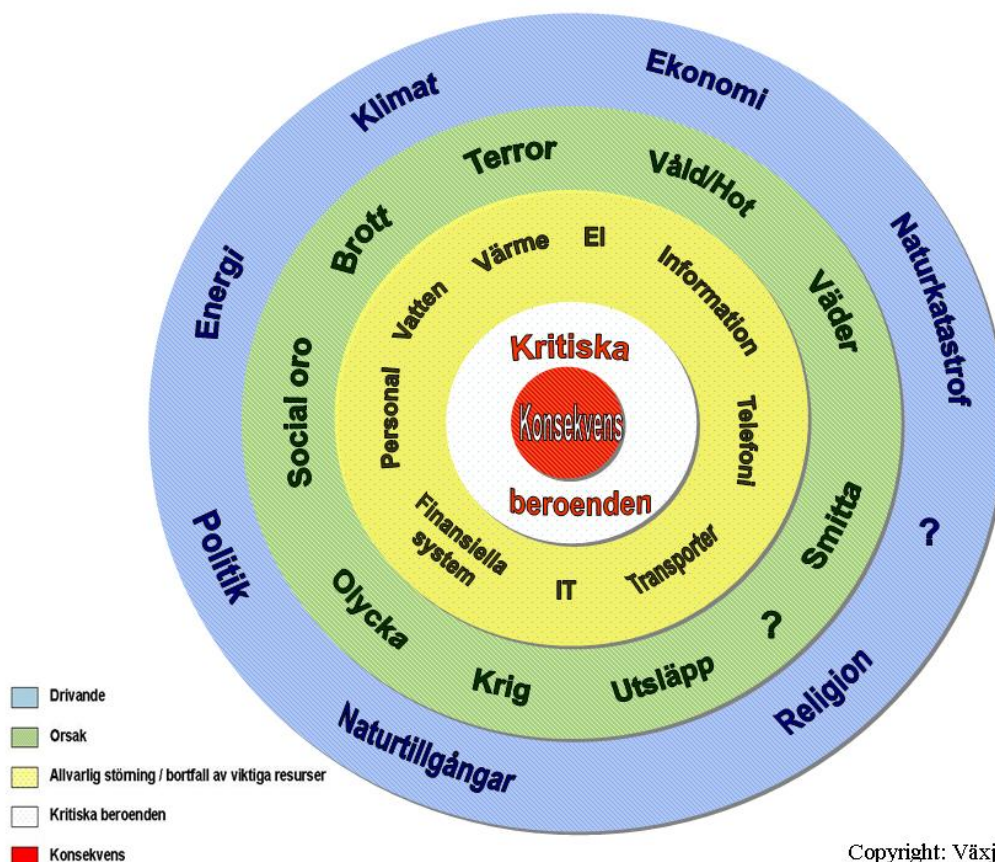 Ekonomi
Klimat
Naturkatastrof
Energi
?
Politik
Religion
Naturtillgångar
Terror
Våld/Hot
Brott
Väder
Social oro
Smitta
Olycka
?
Krig
Utsläpp
El
Värme
Information
Vatten
Telefoni
Personal
Finansiella
system
IT
Transporter
Kritiska
Konsekvens
beroenden
Drivande
Orsak
Allvarlig störning / bortfall av viktiga resurser
Kritiska beroenden
Konsekvens
Copyright: Växj